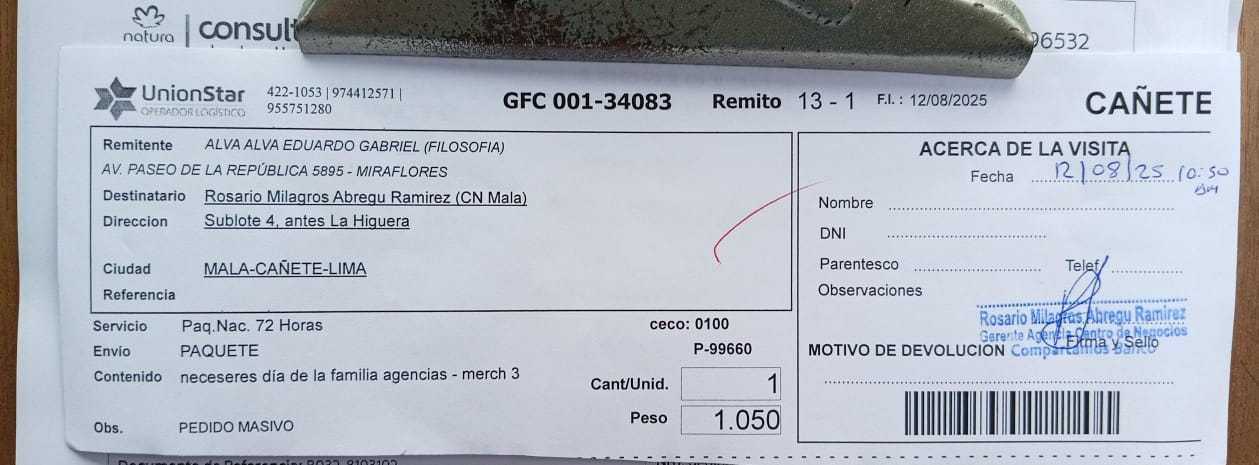 natura | consult
96532
UnionStar
OPERADOR LOGÍSTICO
422-1053 | 974412571 |
955751280
GFC 001-34083 Remito 13 - 1 F.I. : 12/08/2025
CAÑETE
Remitente ALVA ALVA EDUARDO GABRIEL (FILOSOFIA)
AV. PASEO DE LA REPÚBLICA 5895 - MIRAFLORES
Destinatario Rosario Milagros Abregu Ramirez (CN Mala)
Direccion Sublote 4, antes La Higuera
Ciudad MALA-CAÑETE-LIMA
Referencia
Servicio Paq.Nac. 72 Horas ceco: 0100
Envío PAQUETE P-99660
Contenido neceseres día de la familia agencias - merch 3
Cant/Unid. 1
Peso 1.050
Obs. PEDIDO MASIVO
ACERCA DE LA VISITA
Fecha 12/08/25 10:50
Nombre
DNI
Parentesco Telef.
Observaciones
Rosario Milagros Abregu Ramirez
Gerente Agencia Centro de Negocios
Firma y Sello
Compartamos Banco
MOTIVO DE DEVOLUCION